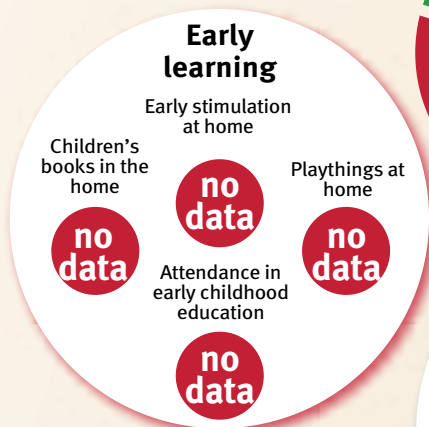 Early
learning
Early stimulation
at home
no
data
Children's
books in the
home
no
data
Playthings at
home
no
data
Attendance in
early childhood
education
no
data